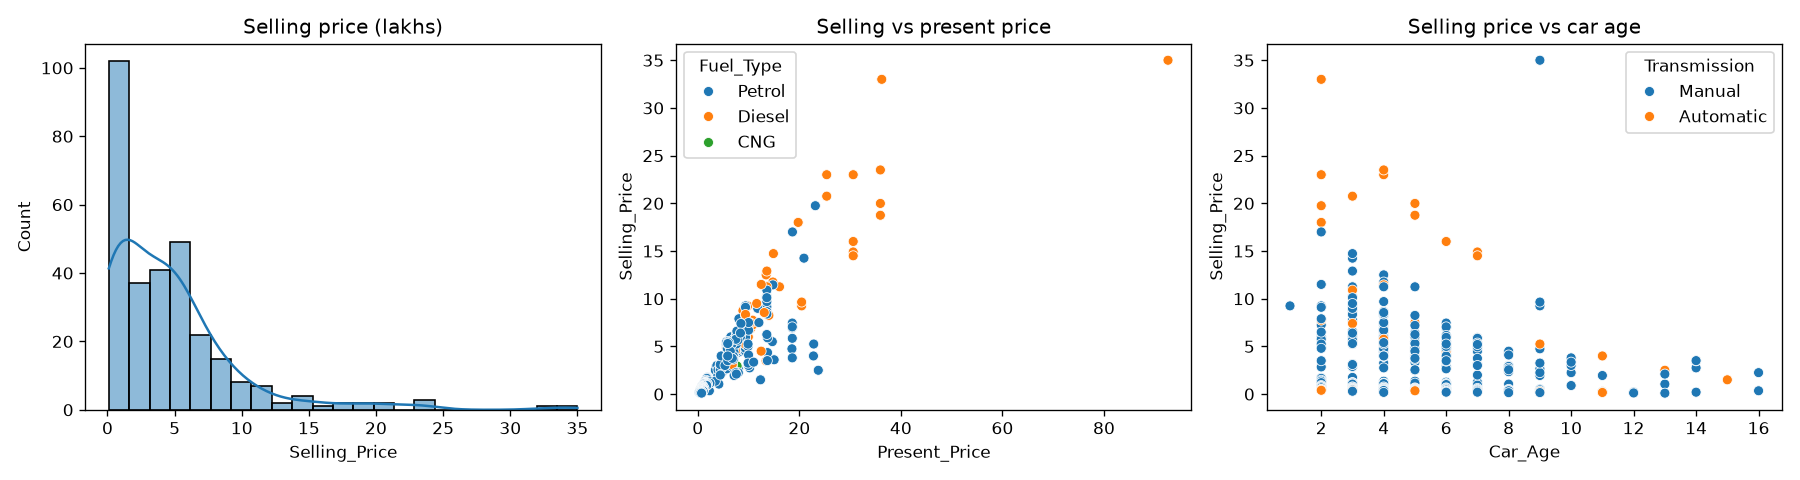 Selling price (lakhs)
100
80
60
40
20
0
Count
0 5 10 15 20 25 30 35
Selling_Price
Selling vs present price
Fuel_Type
Petrol
Diesel
CNG
35
30
25
20
15
10
5
0
Selling_Price
0 20 40 60 80
Present_Price
Selling price vs car age
Transmission
Manual
Automatic
35
30
25
20
15
10
5
0
Selling_Price
2 4 6 8 10 12 14 16
Car_Age